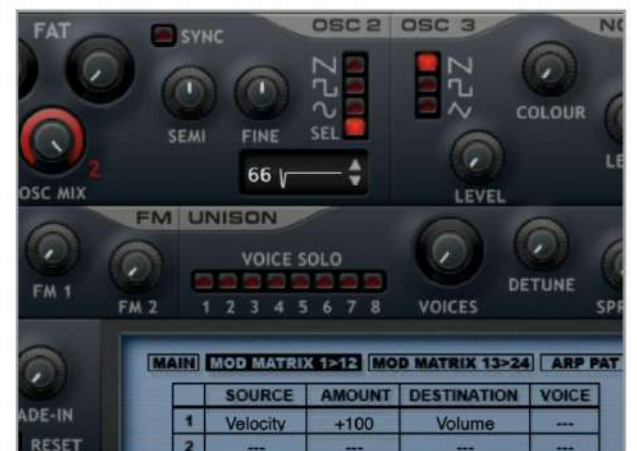 FAT
SYNC
OSC 2
OSC 3
SEMI
FINE
SEL
COLOUR
2
OSC MIX
66
LEVEL
FM
UNISON
VOICE SOLO
FM 1
FM 2
1 2 3 4 5 6 7 8
VOICES
DETUNE
MAIN MOD MATRIX 1>12 MOD MATRIX 13>24 ARP PAT
SOURCE AMOUNT DESTINATION VOICE
1 Velocity +100 Volume ---
2 --- --- --- ---
RESET